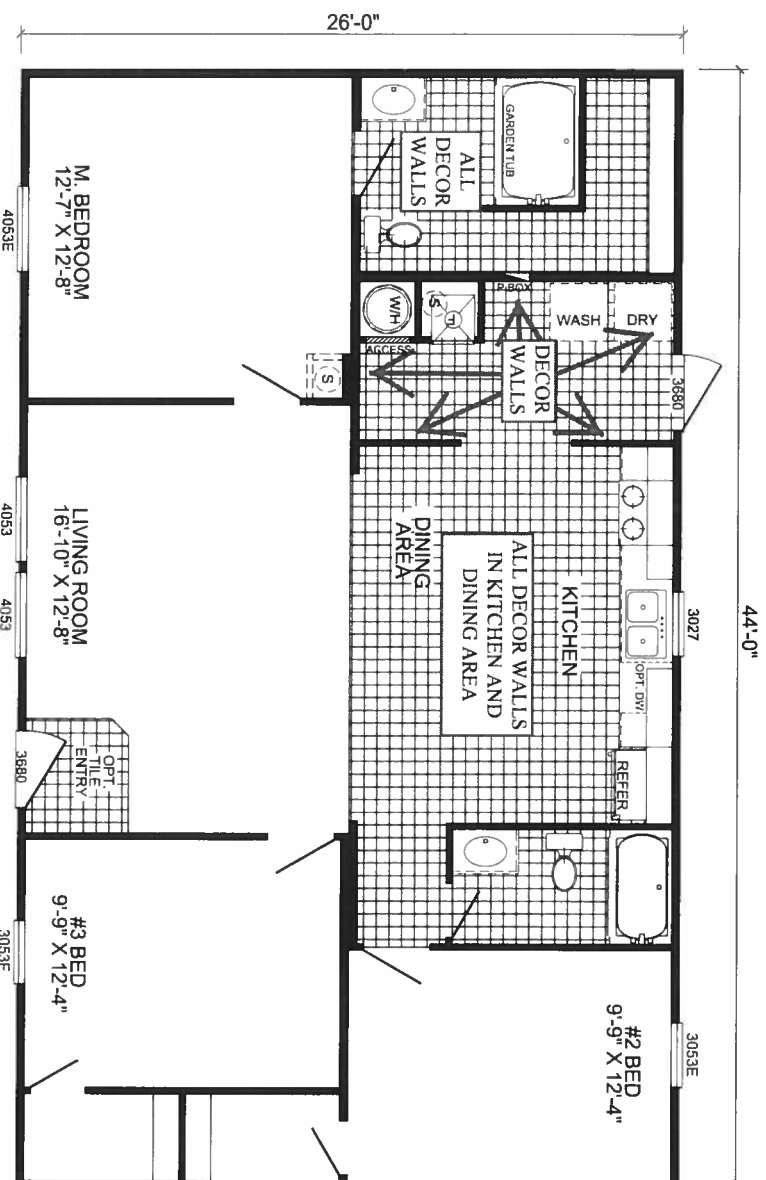 26'-0"
44'-0"
GARDEN TUB
ALL
DECOR
WALLS
M. BEDROOM
12'-7" X 12'-8"
4053E
W/H
S
F
P.BOX
WASH
DRY
ACCESS
DECOR
WALLS
3680
S
LIVING ROOM
16'-10" X 12'-8"
4053
4053
DINING
AREA
ALL DECOR WALLS
IN KITCHEN AND
DINING AREA
KITCHEN
3027
OPT. DW
REFER
OPT.
TILE
ENTRY
3680
#3 BED
9'-9" X 12'-4"
#2 BED
9'-9" X 12'-4"
3053E